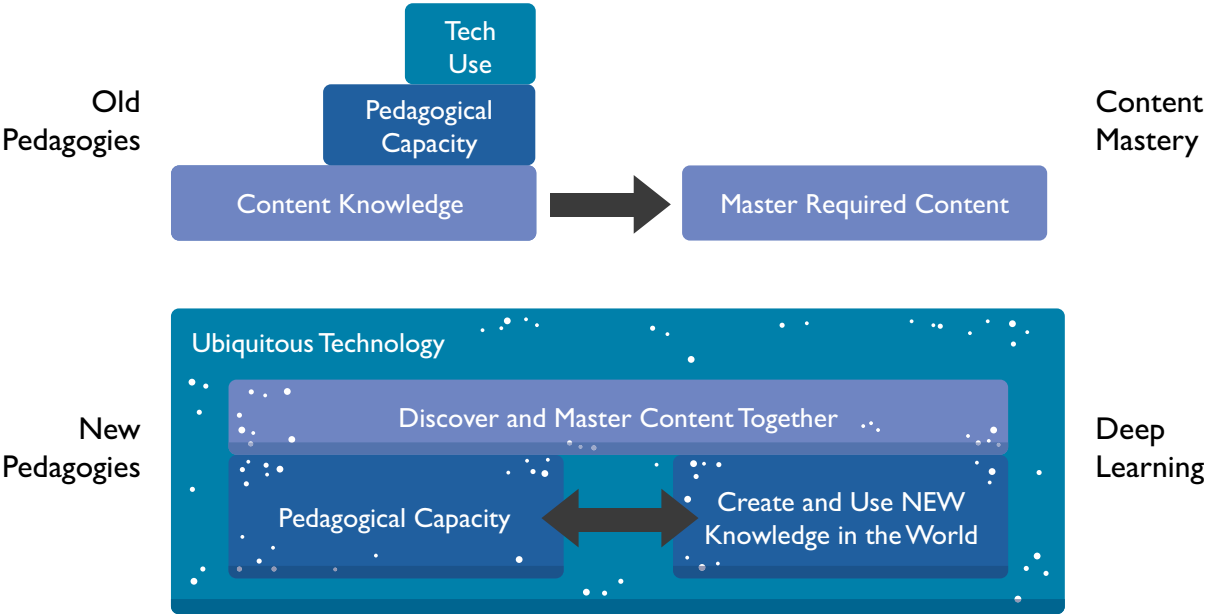 Tech
Use
Old
Pedagogies
Pedagogical
Capacity
Content
Mastery
Content Knowledge
Master Required Content
Ubiquitous Technology
Discover and Master Content Together
New
Pedagogies
Deep
Learning
Pedagogical Capacity
Create and Use NEW
Knowledge in the World